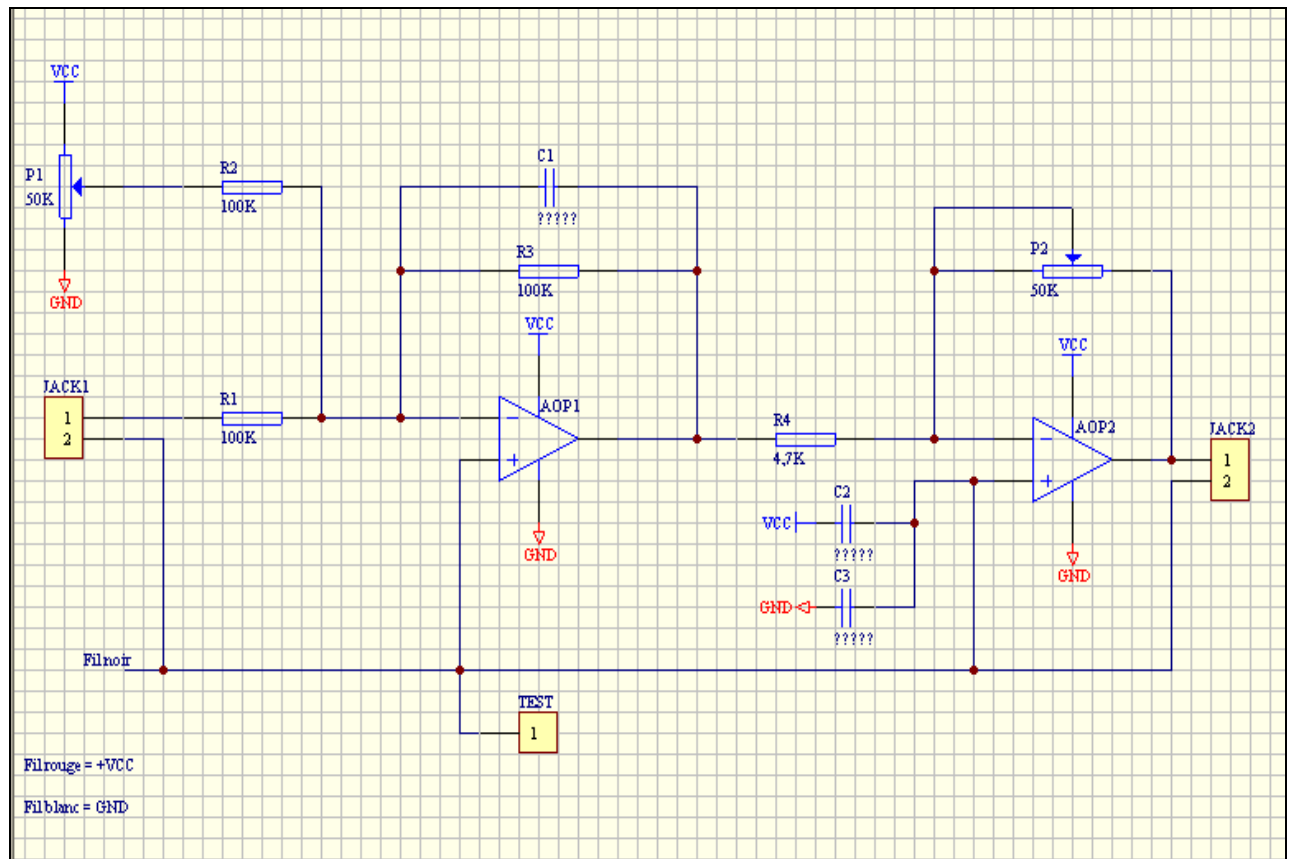 VCC
P1
50K
GND
R2
100K
C1
?????
R3
100K
VCC
AOP1
GND
JACK1
1
2
R1
100K
R4
4,7K
P2
50K
VCC
AOP2
GND
JACK2
1
2
C2
VCC
?????
C3
GND
?????
Filnoir
TEST
1
Filrouge = +VCC
Filblanc = GND